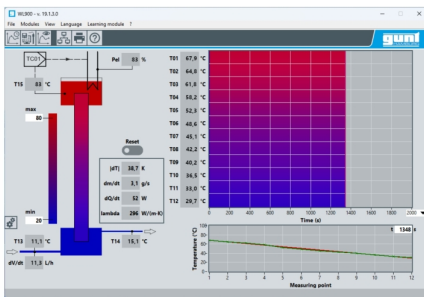 WL900 - v. 19.1.2.0
File Modules View Language Learning module ?
gunt
TC01
Pel 83 %
T15 83 °C
max
80
min
20
Reset
|dT| 38,7 K
dm/dt 3,1 g/s
dQ/dt 52 W
lambda 286 W/(m·K)
T13 11,1 °C
T14 15,1 °C
dV/dt 11,3 L/h
T01 67,9 °C
T02 64,8 °C
T03 61,8 °C
T04 58,2 °C
T05 52,3 °C
T06 48,6 °C
T07 45,1 °C
T08 42,2 °C
T09 40,2 °C
T10 36,5 °C
T11 33,0 °C
T12 29,7 °C
0 200 400 600 800 1000 1200 1400 1600 1800 2000
Time (s)
t 1348 s
Temperature (°C)
100
80
60
40
20
0
1 2 3 4 5 6 7 8 9 10 11 12
Measuring point